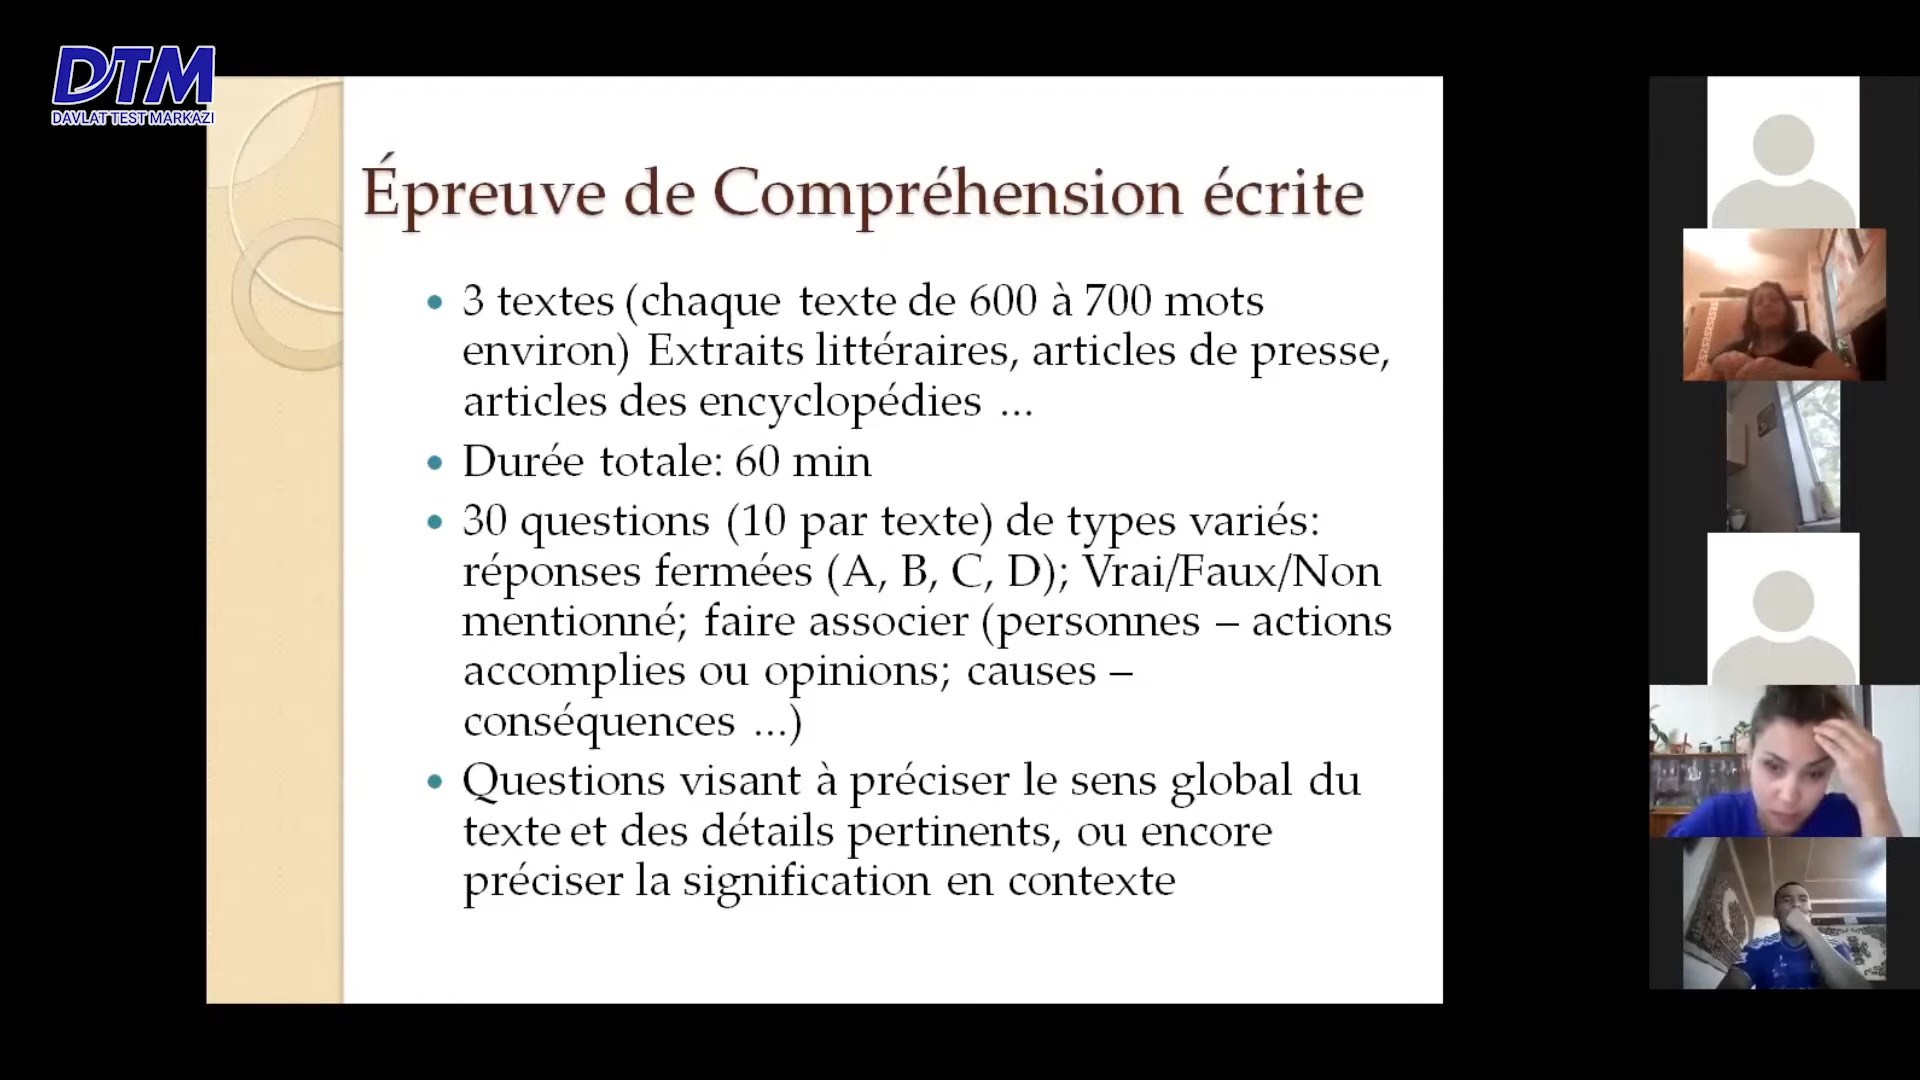 DTM
DAVLAT TEST MARKAZI
Épreuve de Compréhension écrite
• 3 textes (chaque texte de 600 à 700 mots
environ) Extraits littéraires, articles de presse,
articles des encyclopédies ...
• Durée totale: 60 min
• 30 questions (10 par texte) de types variés:
réponses fermées (A, B, C, D); Vrai/Faux/Non
mentionné; faire associer (personnes – actions
accomplies ou opinions; causes –
conséquences ...)
• Questions visant à préciser le sens global du
texte et des détails pertinents, ou encore
préciser la signification en contexte